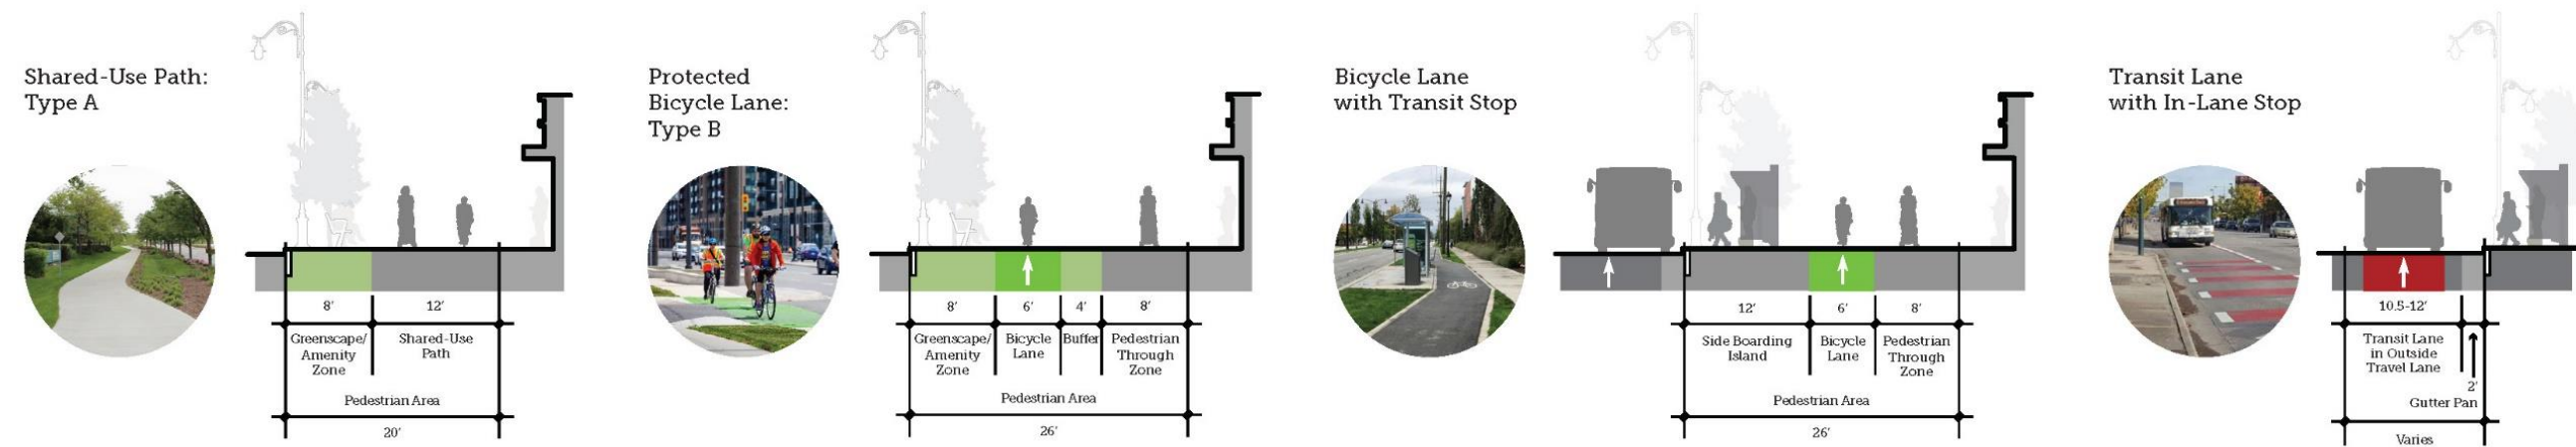 Shared-Use Path:
Type A
8'
12'
Greenscape/
Amenity
Zone
Shared-Use
Path
Pedestrian Area
20'
Protected
Bicycle Lane:
Type B
8'
6'
4'
8'
Greenscape/
Amenity
Zone
Bicycle
Lane
Buffer
Pedestrian
Through
Zone
Pedestrian Area
26'
Bicycle Lane
with Transit Stop
12'
6'
8'
Side Boarding
Island
Bicycle
Lane
Pedestrian
Through
Zone
Pedestrian Area
26'
Transit Lane
with In-Lane Stop
10.5-12'
Transit Lane
in Outside
Travel Lane
2'
Gutter Pan
Varies